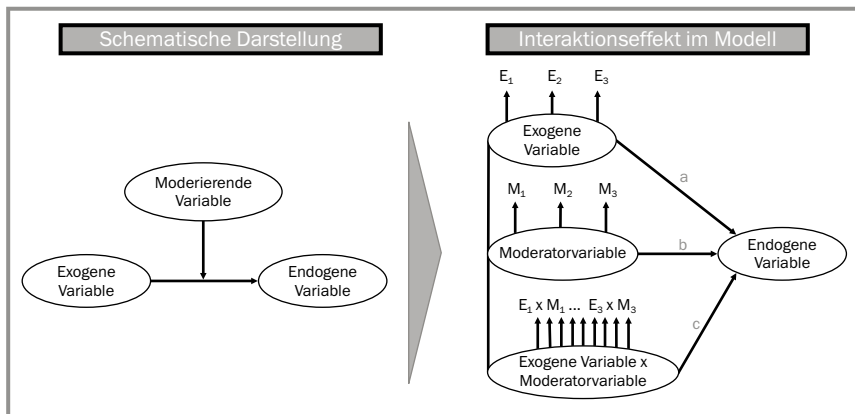 Schematische Darstellung
Moderierende
Variable
Exogene
Variable
Endogene
Variable
Interaktionseffekt im Modell
E₁ E₂ E₃
Exogene
Variable
a
M₁ M₂ M₃
Moderatorvariable
b
Endogene
Variable
E₁ x M₁ ... E₃ x M₃
c
Exogene Variable x
Moderatorvariable